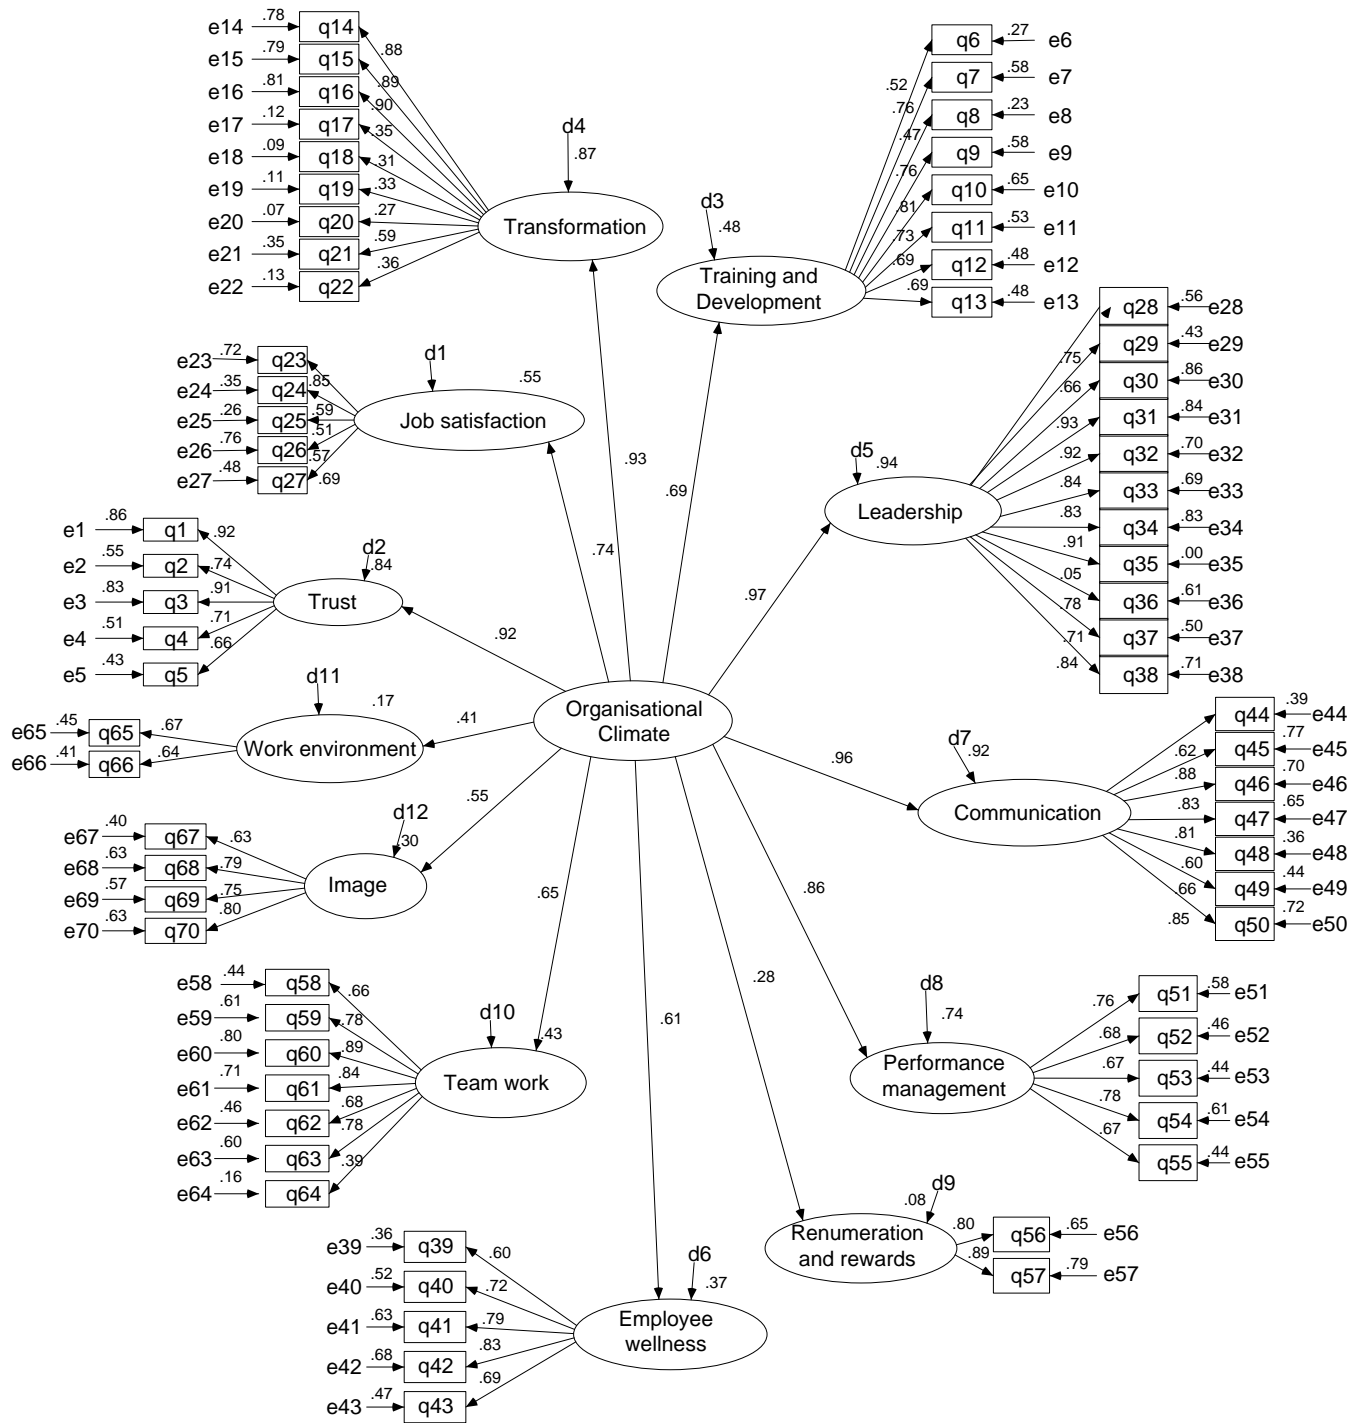 e14 .78 q14 .88
e15 .79 q15 .89
e16 .81 q16 .90
e17 .12 q17 .35
e18 .09 q18 .31
e19 .11 q19 .33
e20 .07 q20 .27
e21 .35 q21 .59
e22 .13 q22 .36
d4
.87
Transformation
.52 q6 .27 e6
.76 q7 .58 e7
.47 q8 .23 e8
.76 q9 .58 e9
.81 q10 .65 e10
.73 q11 .53 e11
.69 q12 .48 e12
.69 q13 .48 e13
d3
.48
Training and
Development
e23 .72 q23 .85
e24 .35 q24 .59
e25 .26 q25 .51
e26 .76 q26 .57
e27 .48 q27 .69
d1
.55
Job satisfaction
.93
.69
.74
.75 q28 .56 e28
.66 q29 .43 e29
.93 q30 .86 e30
.92 q31 .84 e31
.84 q32 .70 e32
.83 q33 .69 e33
.91 q34 .83 e34
.05 q35 .00 e35
.78 q36 .61 e36
.71 q37 .50 e37
.84 q38 .71 e38
d5
.94
Leadership
.97
e1 .86 q1 .92
e2 .55 q2 .74
e3 .83 q3 .91
e4 .51 q4 .71
e5 .43 q5 .66
d2
.84
Trust
.92
Organisational
Climate
e65 .45 q65 .67
e66 .41 q66 .64
d11
.17
Work environment
.41
.62 q44 .39 e44
.88 q45 .77 e45
.83 q46 .70 e46
.81 q47 .65 e47
.60 q48 .36 e48
.66 q49 .44 e49
.85 q50 .72 e50
d7
.92
Communication
.96
e67 .40 q67 .63
e68 .63 q68 .79
e69 .57 q69 .75
e70 .63 q70 .80
d12
.30
Image
.55
.65
.86
.28
.61
e58 .44 q58 .66
e59 .61 q59 .78
e60 .80 q60 .89
e61 .71 q61 .84
e62 .46 q62 .68
e63 .60 q63 .78
e64 .16 q64 .39
d10
.43
Team work
d8
.74
Performance
management
.76 q51 .58 e51
.68 q52 .46 e52
.67 q53 .44 e53
.78 q54 .61 e54
.67 q55 .44 e55
d9
.08
Renumeration
and rewards
.80 q56 .65 e56
.89 q57 .79 e57
e39 .36 q39 .60
e40 .52 q40 .72
e41 .63 q41 .79
e42 .68 q42 .83
e43 .47 q43 .69
d6
.37
Employee
wellness